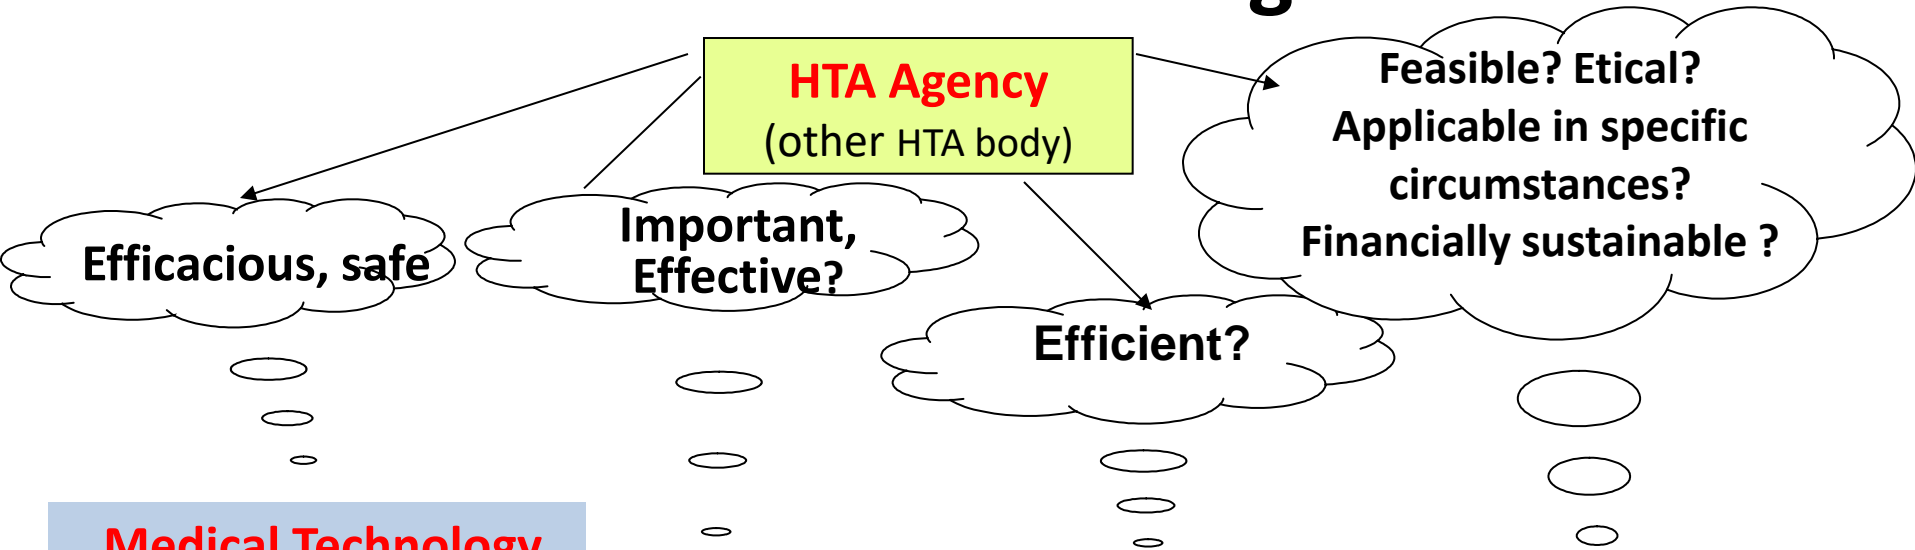 HTA Agency
(other HTA body)
Feasible? Etical?
Applicable in specific
circumstances?
Financially sustainable ?
Efficacious, safe
Important,
Effective?
Efficient?
Medical Technology